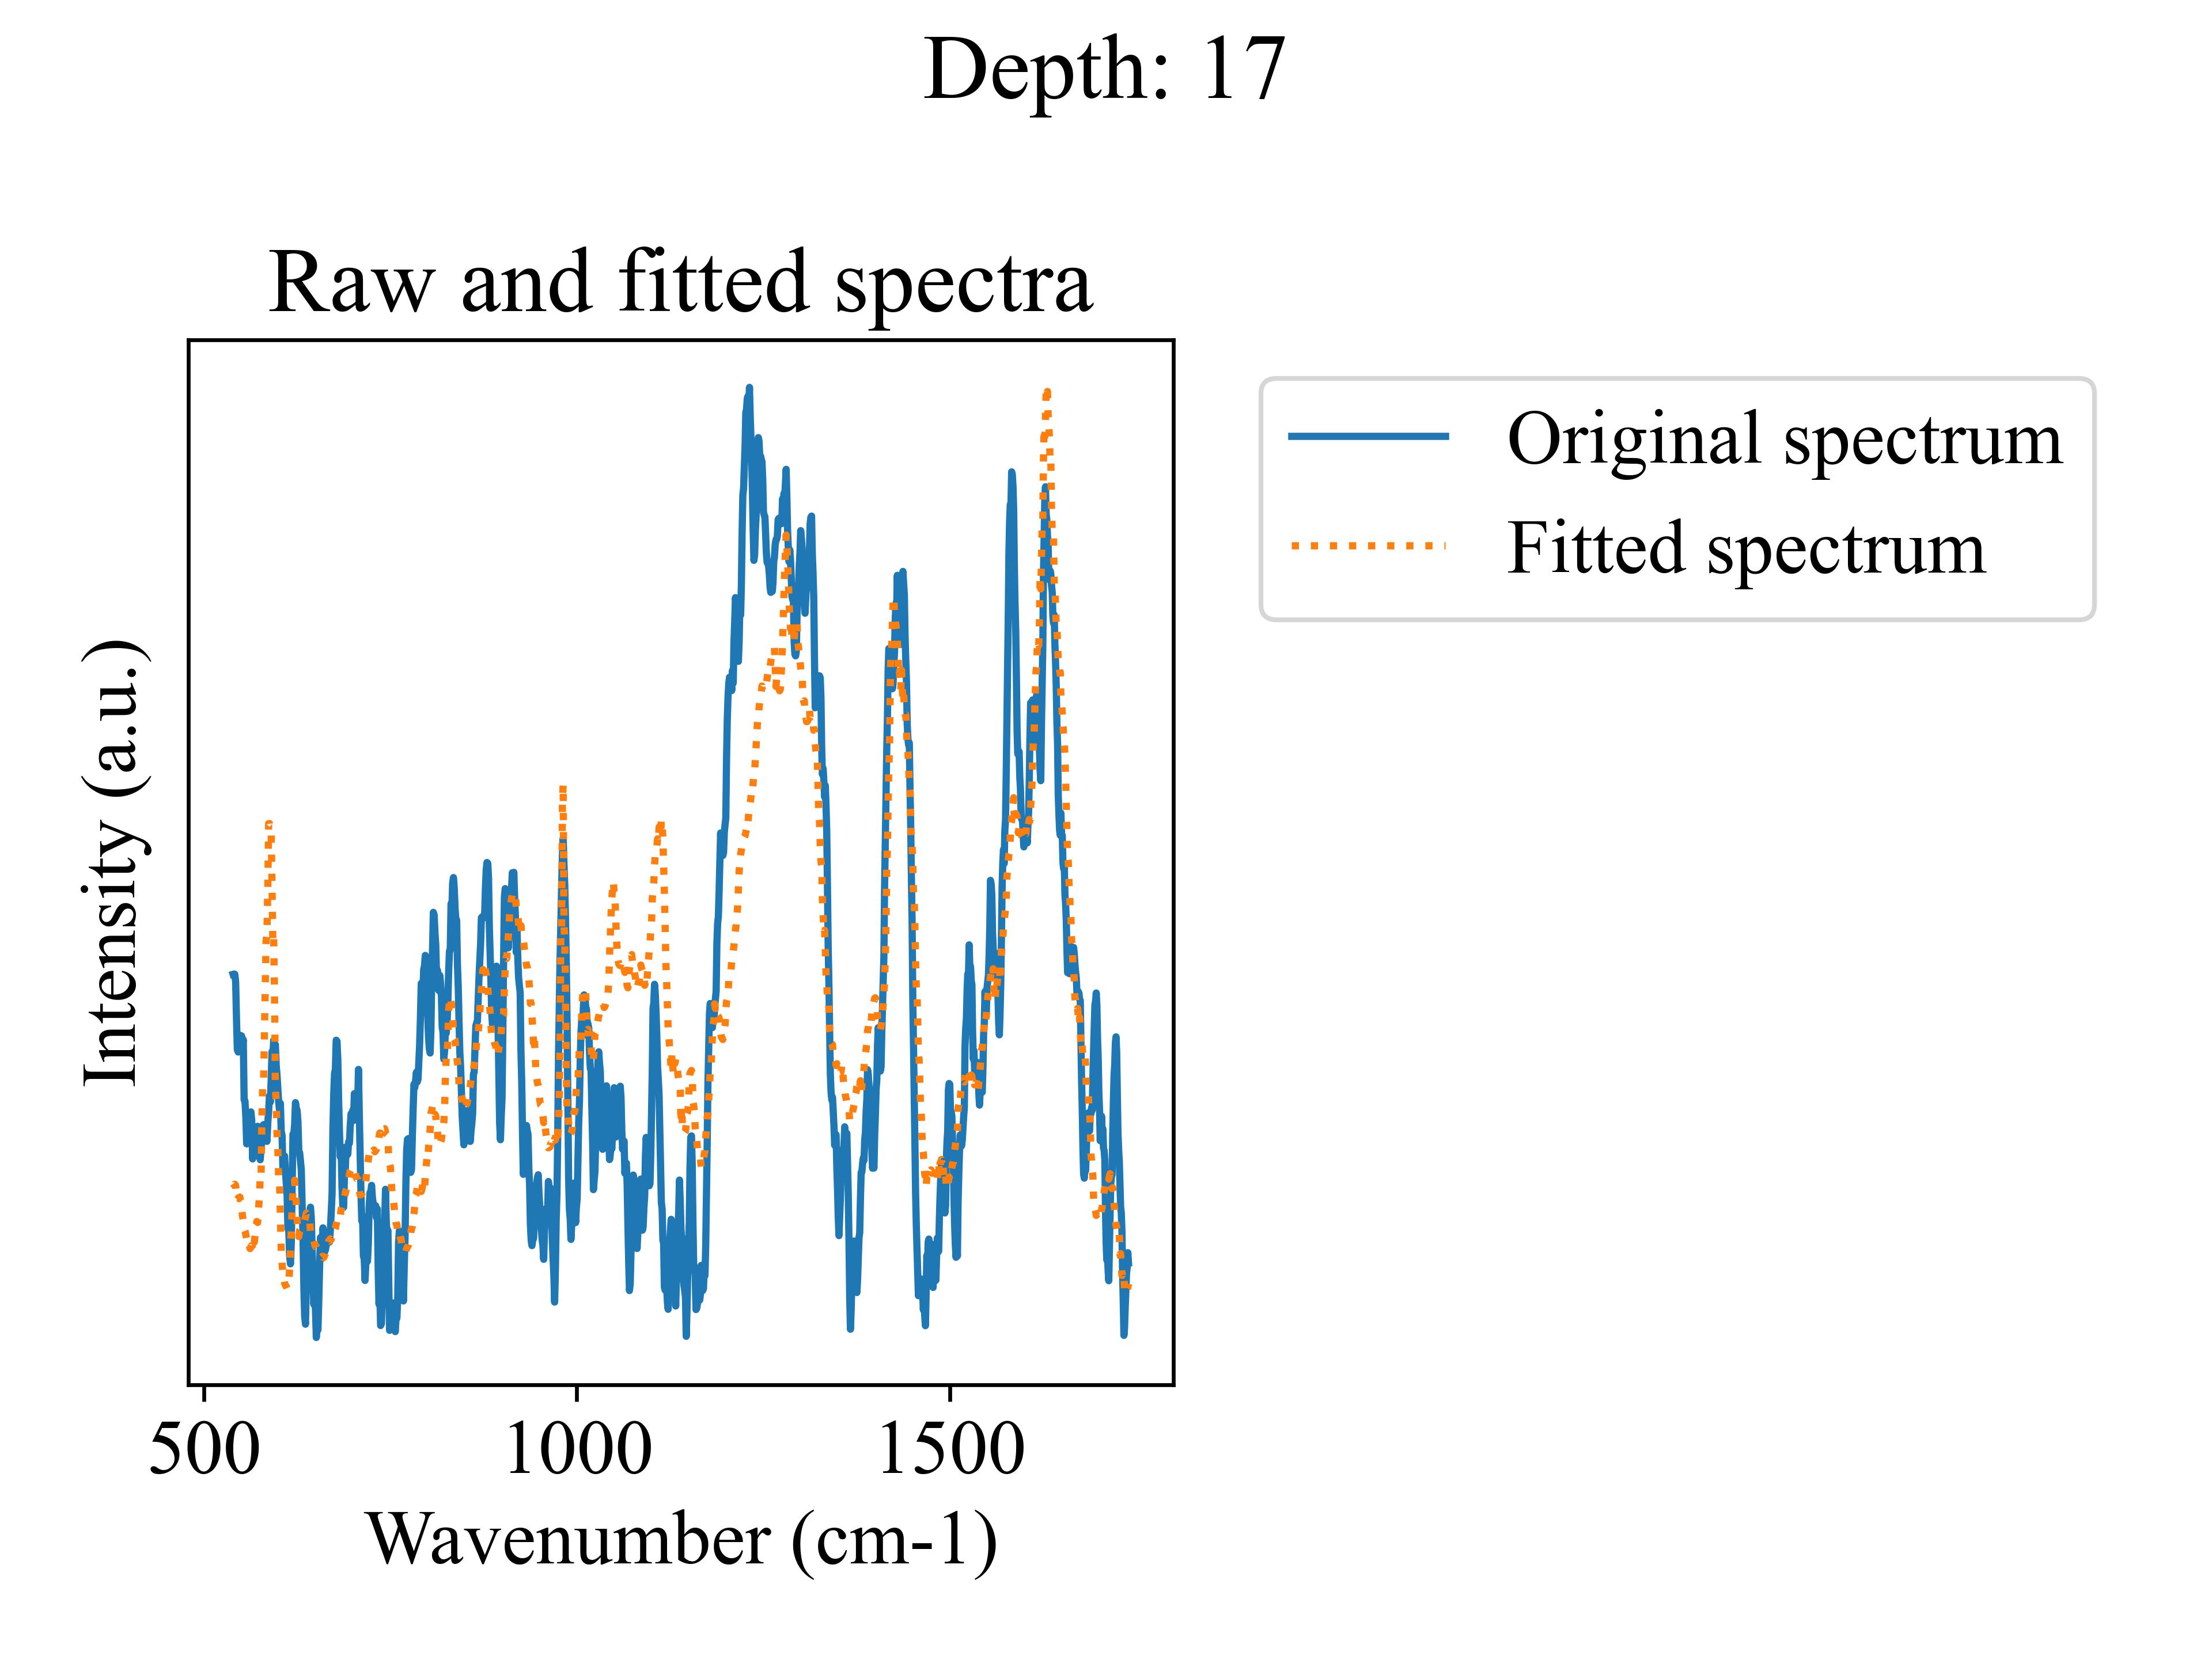 Depth: 17
Raw and fitted spectra
Original spectrum
Fitted spectrum
Intensity (a.u.)
500
1000
1500
Wavenumber (cm-1)